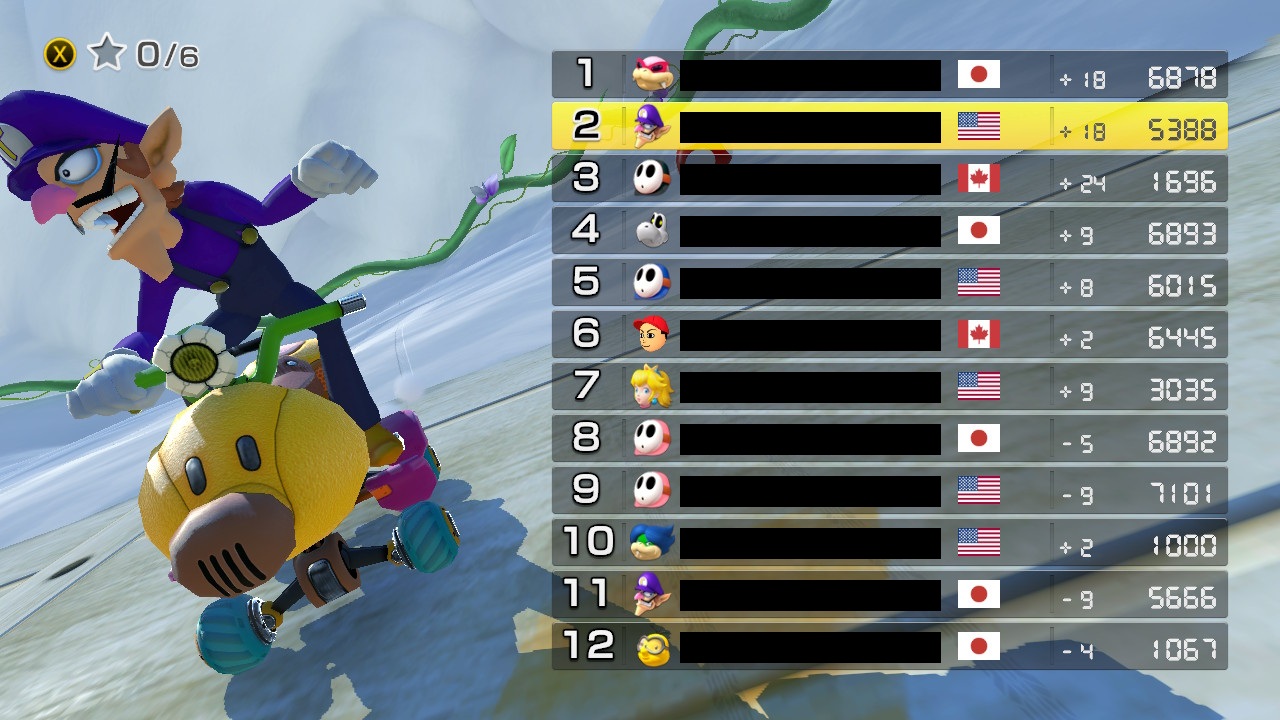 X 0/6
1 + 18 6878
2 + 18 5388
3 + 24 1696
4 + 9 6893
5 + 8 6015
6 + 2 6445
7 + 9 3035
8 - 5 6892
9 - 9 7101
10 + 2 1000
11 - 9 5666
12 - 4 1067